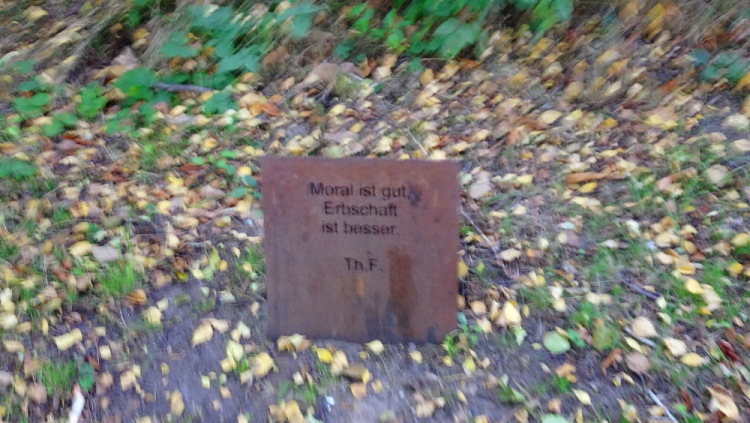 Moral ist gut,
Erbschaft
ist besser.
Th.F.